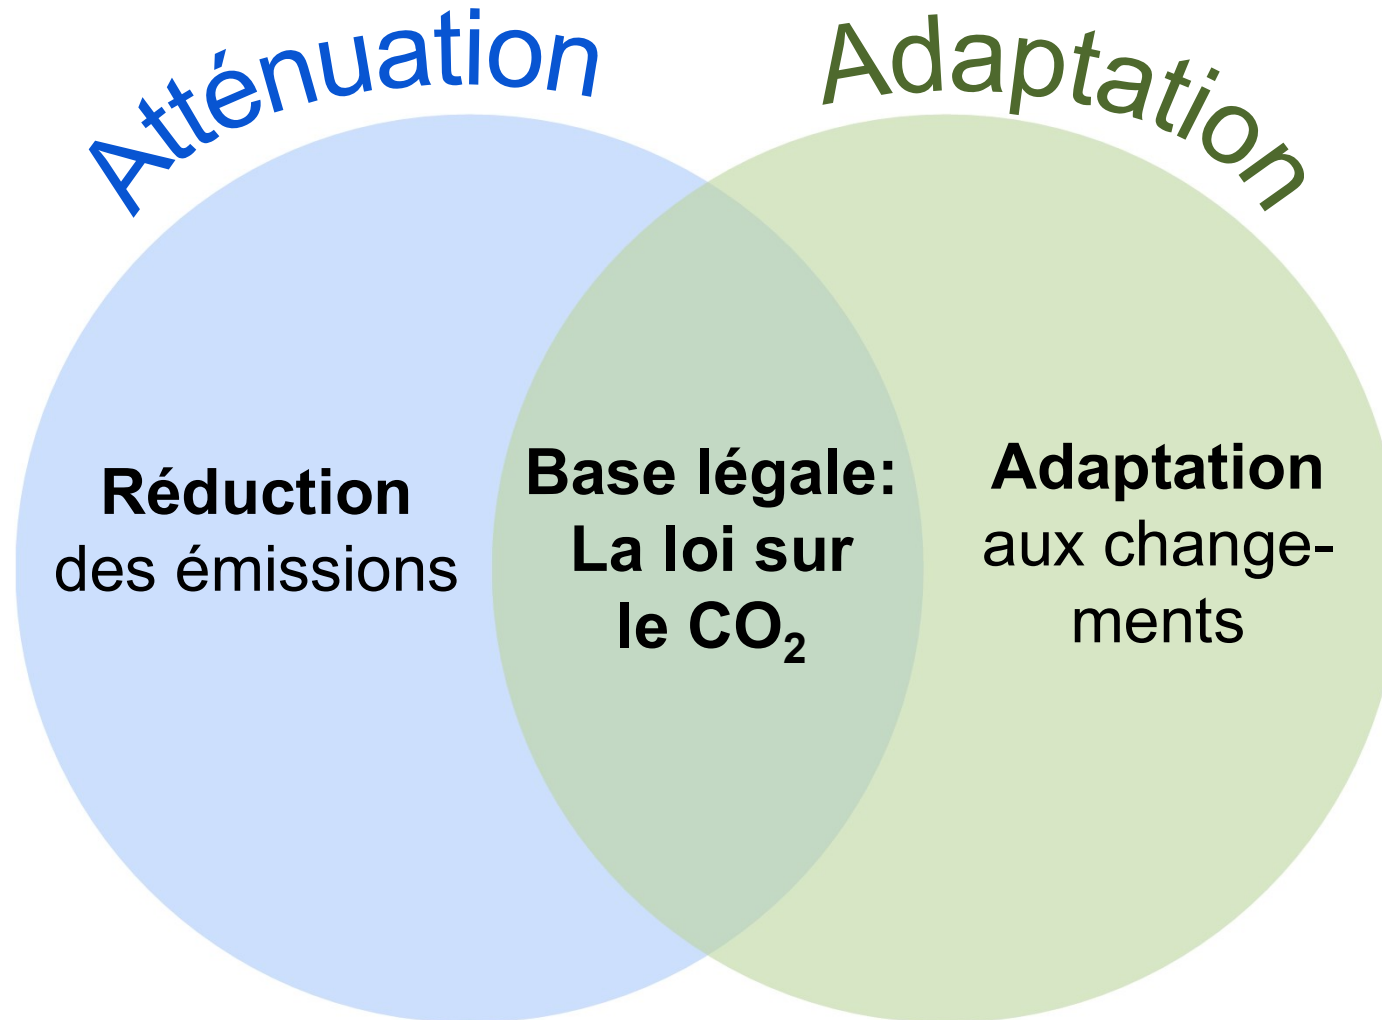 Atténuation
Adaptation
Réduction
des émissions
Base légale:
La loi sur
le CO₂
Adaptation
aux change-
ments